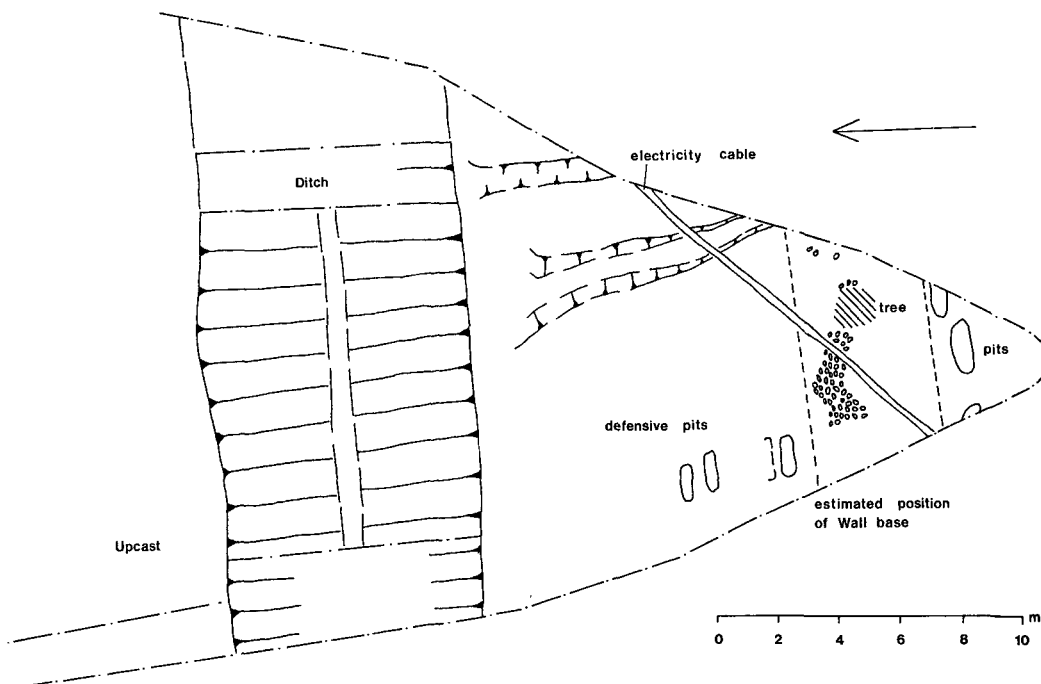 electricity cable
Ditch
tree
pits
defensive pits
estimated position
of Wall base
Upcast
m
0 2 4 6 8 10